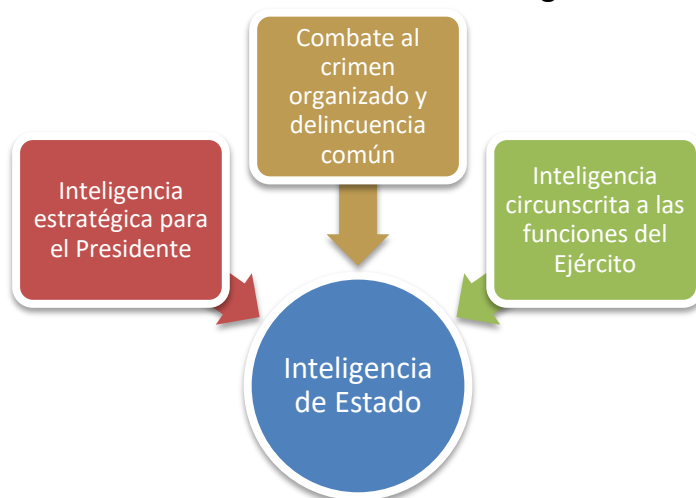 Combate al
crimen
organizado y
delincuencia
común
Inteligencia
estratégica para
el Presidente
Inteligencia
circunscrita a las
funciones del
Ejército
Inteligencia
de Estado